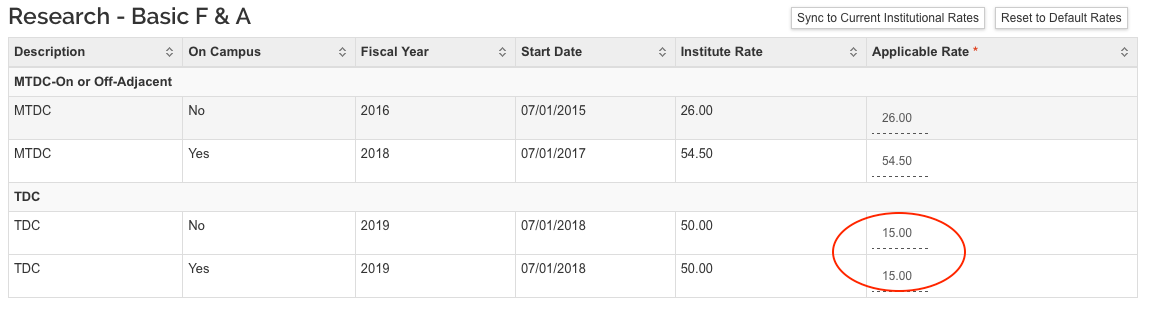 Research - Basic F & A
Sync to Current Institutional Rates Reset to Default Rates
Description On Campus Fiscal Year Start Date Institute Rate Applicable Rate *
MTDC-On or Off-Adjacent
MTDC No 2016 07/01/2015 26.00 26.00
MTDC Yes 2018 07/01/2017 54.50 54.50
TDC
TDC No 2019 07/01/2018 50.00 15.00
TDC Yes 2019 07/01/2018 50.00 15.00